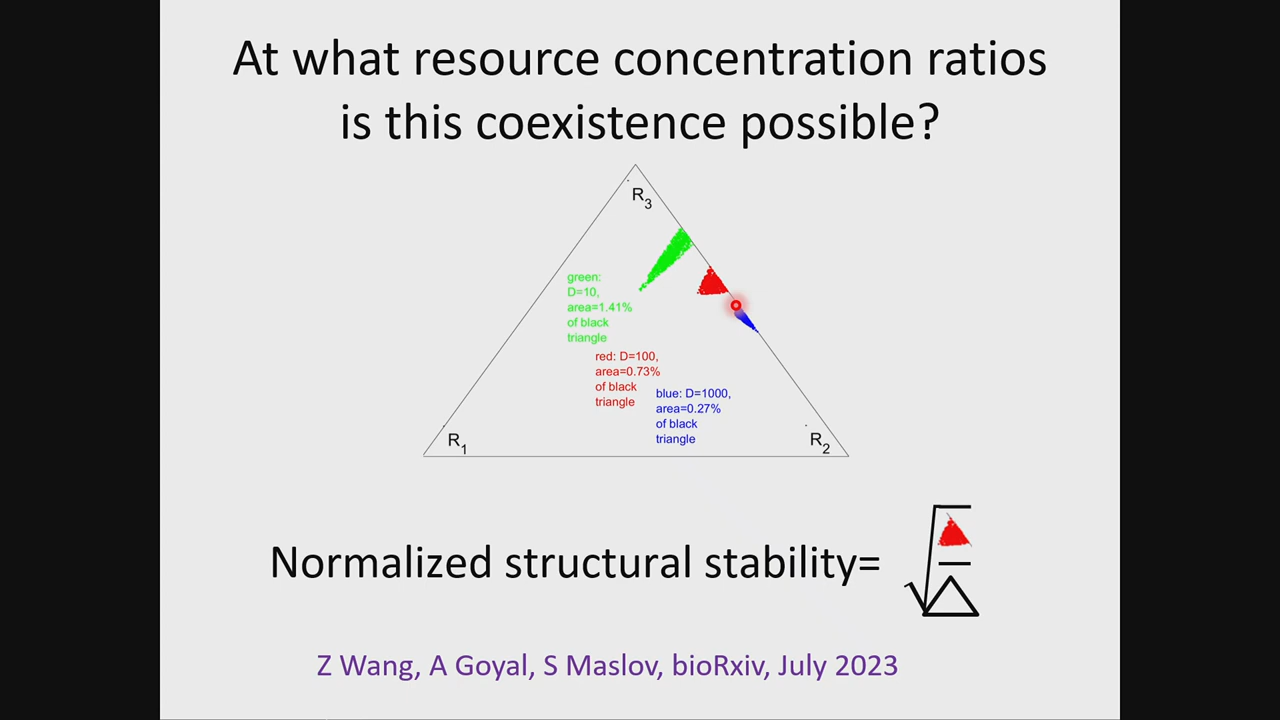 At what resource concentration ratios
is this coexistence possible?
R3
green:
D=10,
area=1.41%
of black
triangle
red: D=100,
area=0.73%
of black
triangle
blue: D=1000,
area=0.27%
of black
triangle
R1
R2
Normalized structural stability=
Z Wang, A Goyal, S Maslov, bioRxiv, July 2023